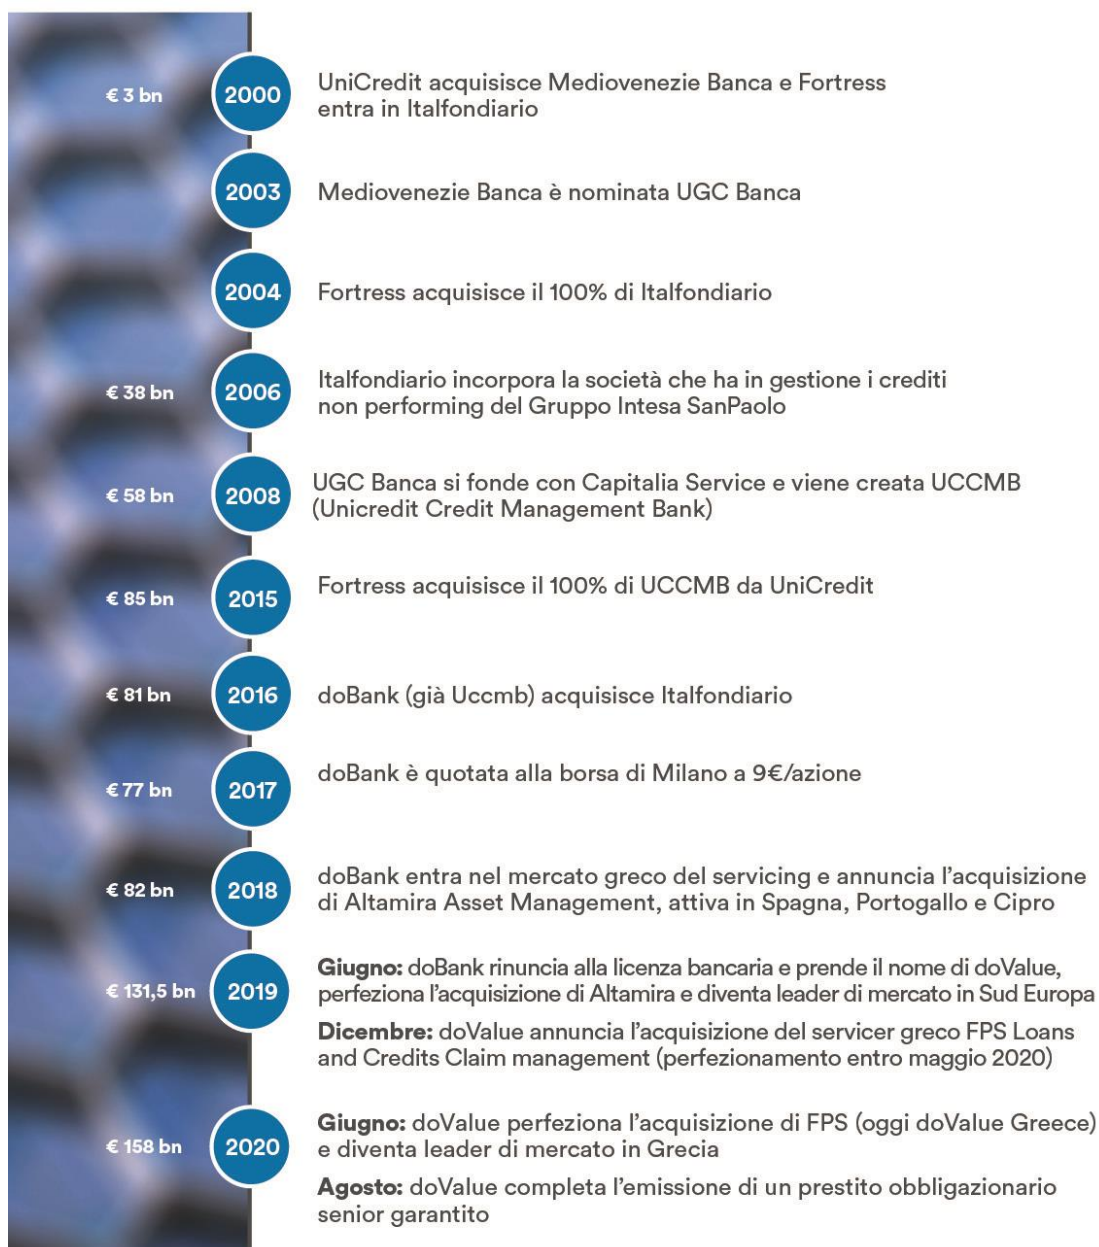 € 3 bn
2000
UniCredit acquisisce Mediovenezie Banca e Fortress
entra in Italfondiario
2003
Mediovenezie Banca è nominata UGC Banca
2004
Fortress acquisisce il 100% di Italfondiario
€ 38 bn
2006
Italfondiario incorpora la società che ha in gestione i crediti
non performing del Gruppo Intesa SanPaolo
€ 58 bn
2008
UGC Banca si fonde con Capitalia Service e viene creata UCCMB
(Unicredit Credit Management Bank)
€ 85 bn
2015
Fortress acquisisce il 100% di UCCMB da UniCredit
€ 81 bn
2016
doBank (già Uccmb) acquisisce Italfondiario
€ 77 bn
2017
doBank è quotata alla borsa di Milano a 9€/azione
€ 82 bn
2018
doBank entra nel mercato greco del servicing e annuncia l’acquisizione
di Altamira Asset Management, attiva in Spagna, Portogallo e Cipro
€ 131,5 bn
2019
Giugno: doBank rinuncia alla licenza bancaria e prende il nome di doValue,
perfeziona l’acquisizione di Altamira e diventa leader di mercato in Sud Europa
Dicembre: doValue annuncia l’acquisizione del servicer greco FPS Loans
and Credits Claim management (perfezionamento entro maggio 2020)
€ 158 bn
2020
Giugno: doValue perfeziona l’acquisizione di FPS (oggi doValue Greece)
e diventa leader di mercato in Grecia
Agosto: doValue completa l’emissione di un prestito obbligazionario
senior garantito